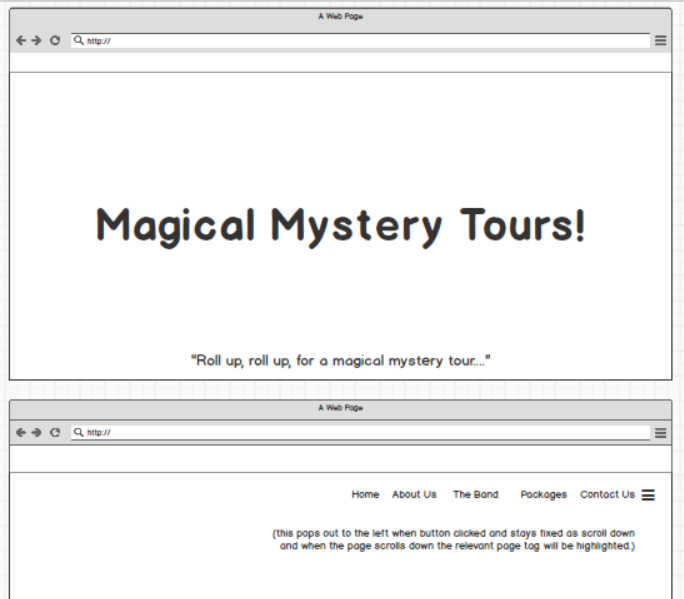 A Web Page
http://
Magical Mystery Tours!
"Roll up, roll up, for a magical mystery tour...."
A Web Page
http://
Home About Us The Band Packages Contact Us
(this pops out to the left when button clicked and stays fixed as scroll down
and when the page scrolls down the relevant page tag will be highlighted.)